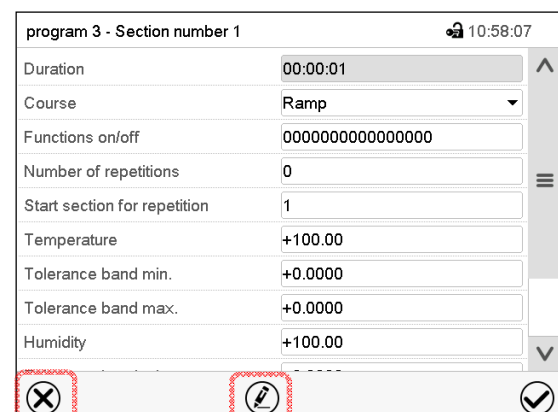 program 3 - Section number 1 10:58:07
Duration 00:00:01
Course Ramp
Functions on/off 0000000000000000
Number of repetitions 0
Start section for repetition 1
Temperature +100.00
Tolerance band min. +0.0000
Tolerance band max. +0.0000
Humidity +100.00